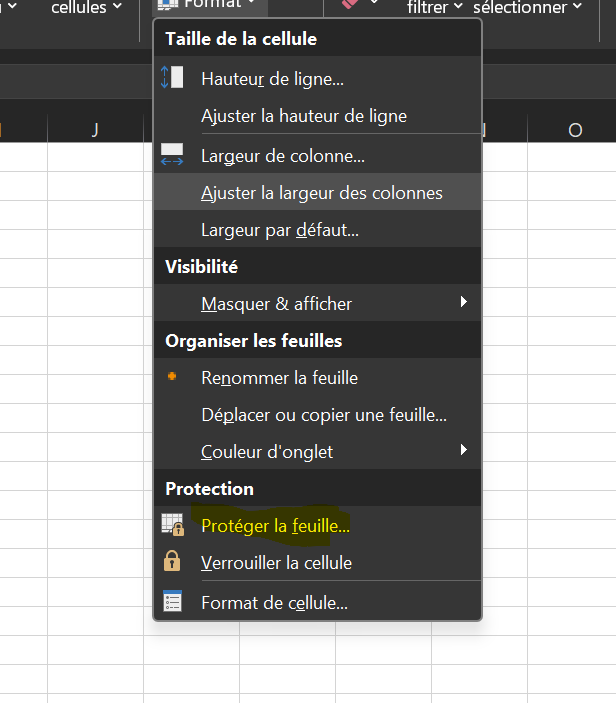 cellules
Format
filtrer
sélectionner
J
O
Taille de la cellule
Hauteur de ligne...
Ajuster la hauteur de ligne
Largeur de colonne...
Ajuster la largeur des colonnes
Largeur par défaut...
Visibilité
Masquer & afficher
Organiser les feuilles
Renommer la feuille
Déplacer ou copier une feuille...
Couleur d'onglet
Protection
Protéger la feuille...
Verrouiller la cellule
Format de cellule...